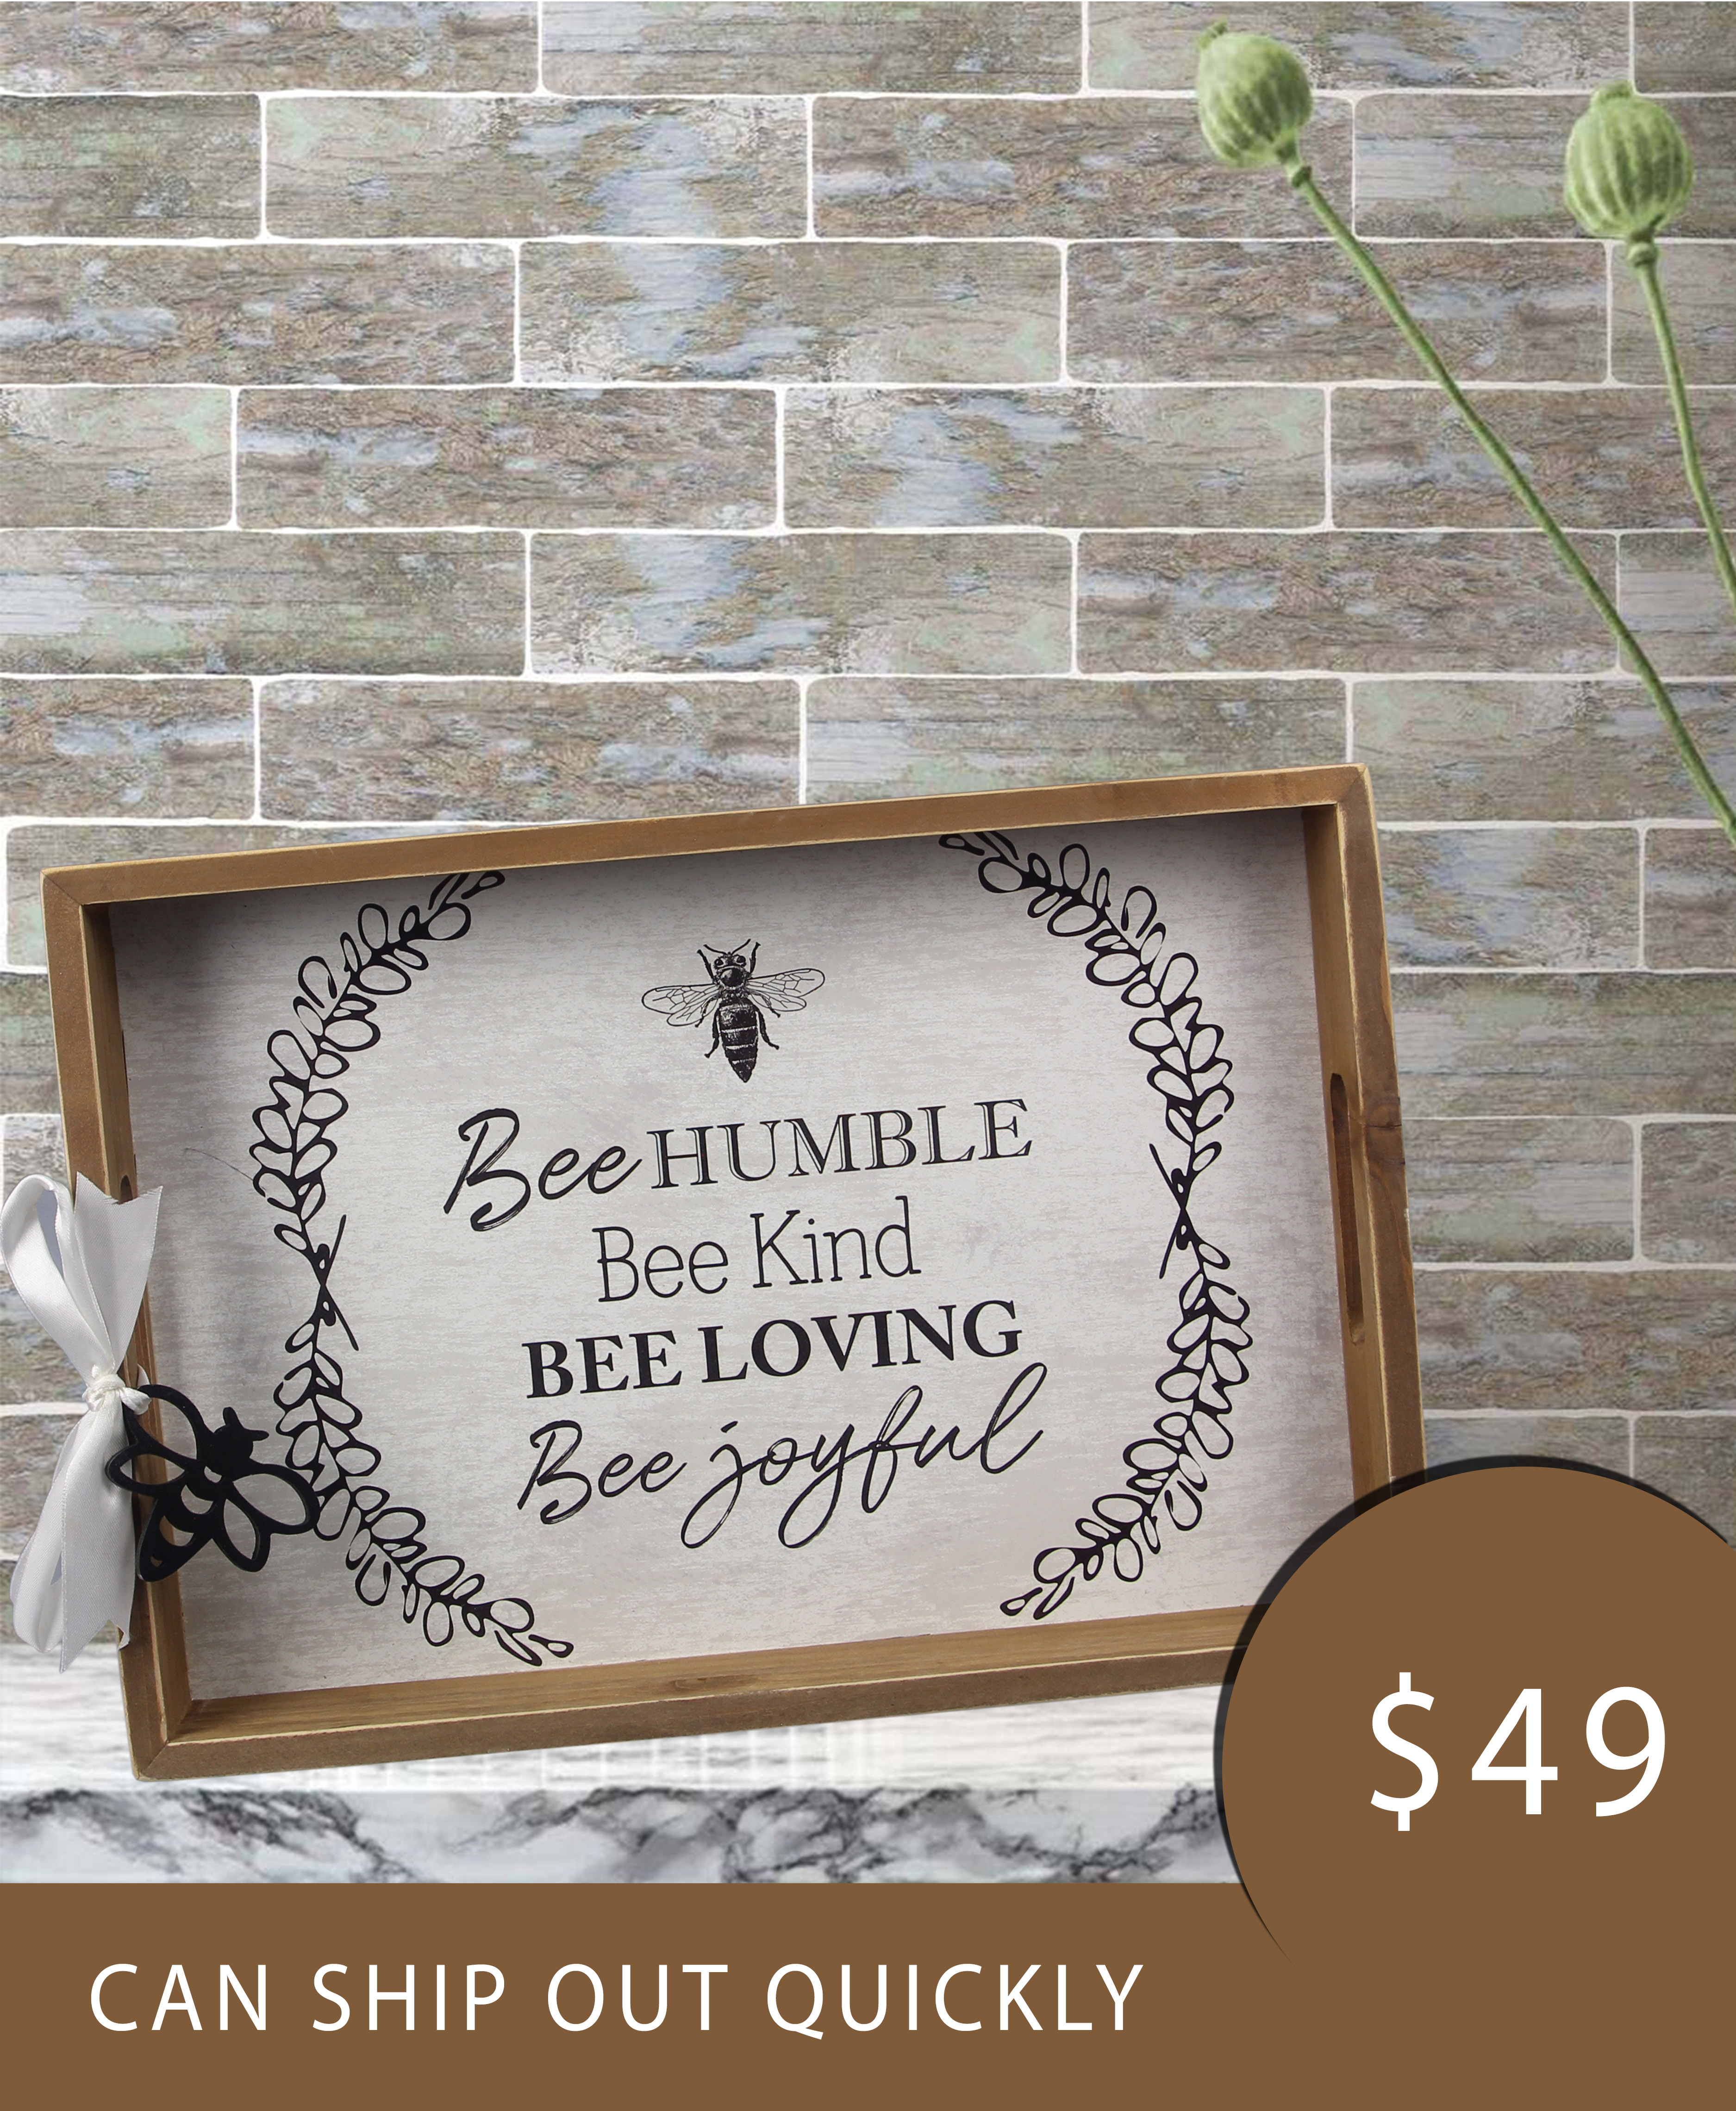 Bee HUMBLE
Bee Kind
BEE LOVING
Bee joyful
$49
CAN SHIP OUT QUICKLY